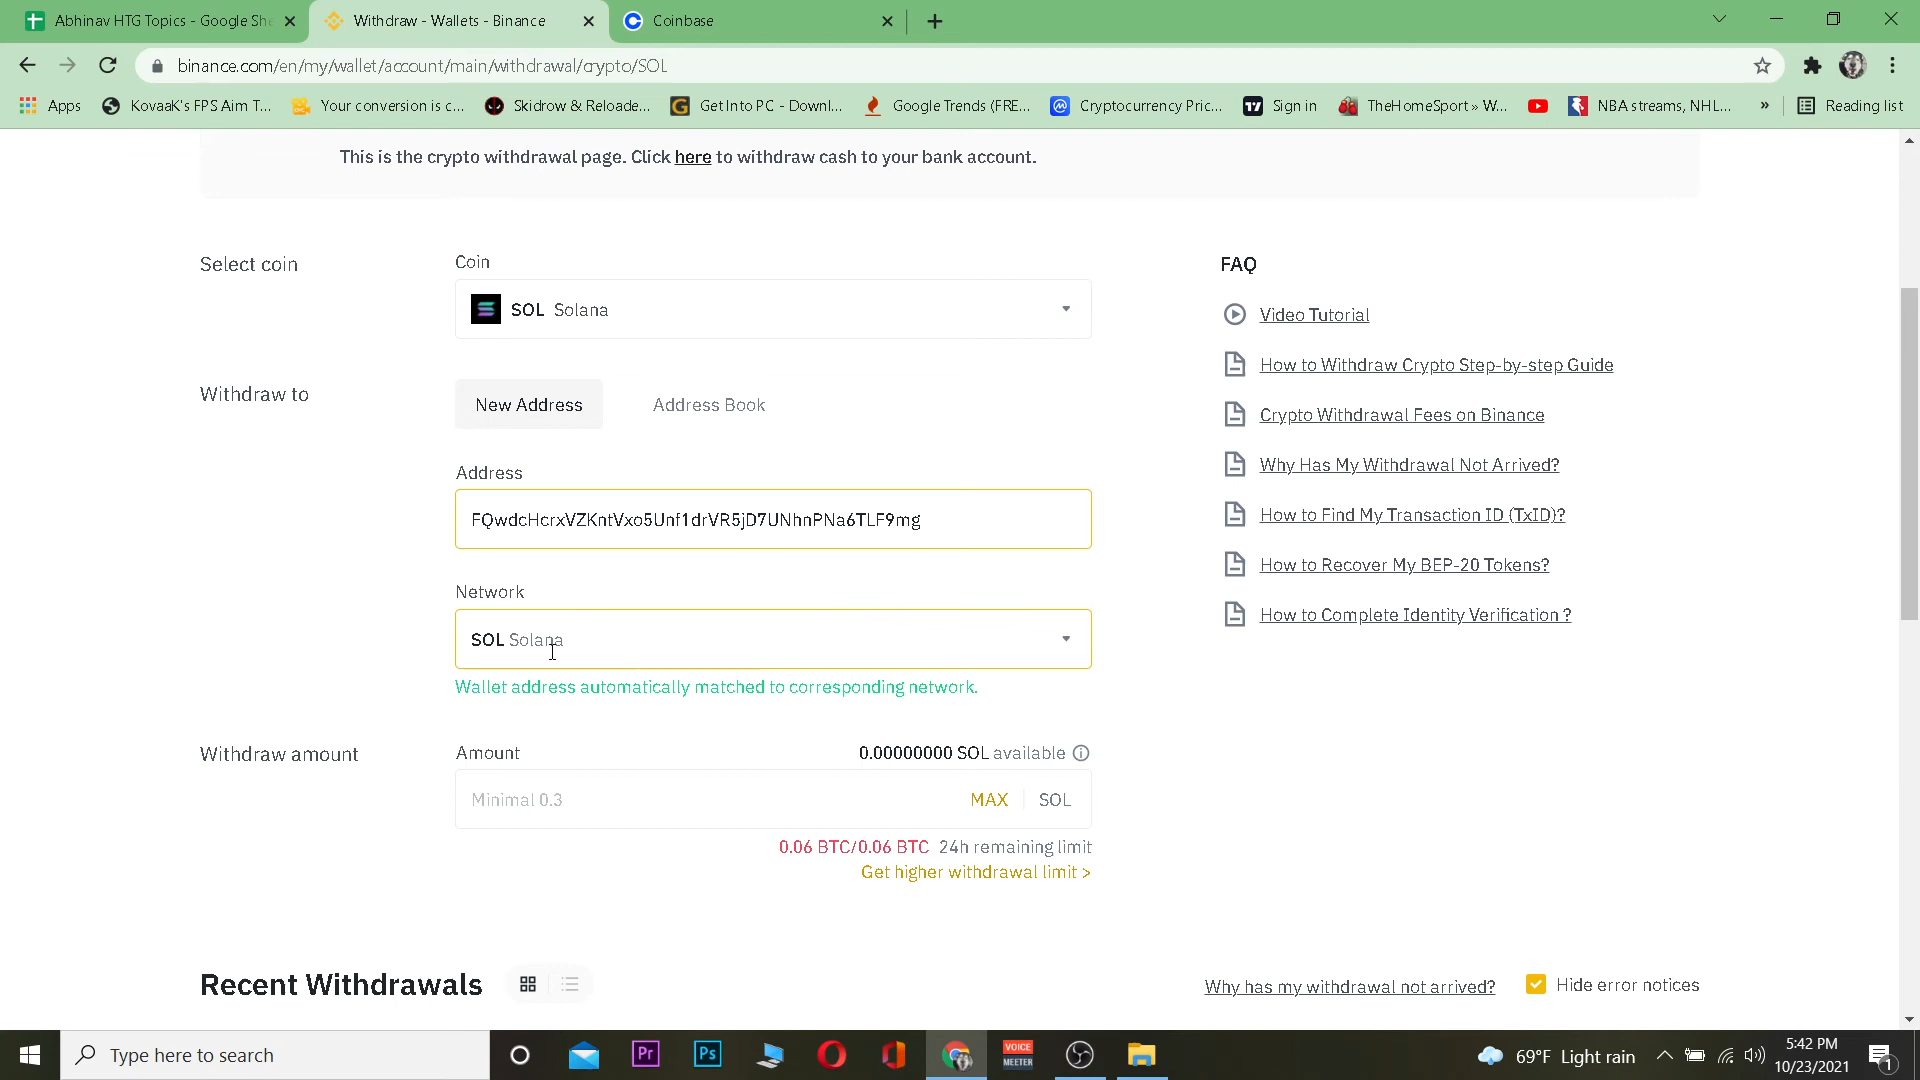 Abhinav HTG Topics - Google She
Withdraw - Wallets - Binance
Coinbase
binance.com/en/my/wallet/account/main/withdrawal/crypto/SOL
Apps
KovaaK's FPS Aim T...
Your conversion is c...
Skidrow & Reloade...
Get Into PC - Downl...
Google Trends (FRE...
Cryptocurrency Pric...
Sign in
TheHomeSport » W...
NBA streams, NHL...
»
Reading list
This is the crypto withdrawal page. Click here to withdraw cash to your bank account.
Select coin
Coin
SOL Solana
Withdraw to
New Address
Address Book
Address
FQwdcHcrxVZKntVxo5Unf1drVR5jD7UNhnPNa6TLF9mg
Network
SOL Solana
Wallet address automatically matched to corresponding network.
Withdraw amount
Amount
0.00000000 SOL available
Minimal 0.3
MAX
SOL
0.06 BTC/0.06 BTC 24h remaining limit
Get higher withdrawal limit >
FAQ
Video Tutorial
How to Withdraw Crypto Step-by-step Guide
Crypto Withdrawal Fees on Binance
Why Has My Withdrawal Not Arrived?
How to Find My Transaction ID (TxID)?
How to Recover My BEP-20 Tokens?
How to Complete Identity Verification ?
Recent Withdrawals
Why has my withdrawal not arrived?
Hide error notices
Type here to search
Pr
Ps
VOICE
MEETER
69°F Light rain
5:42 PM
10/23/2021
1